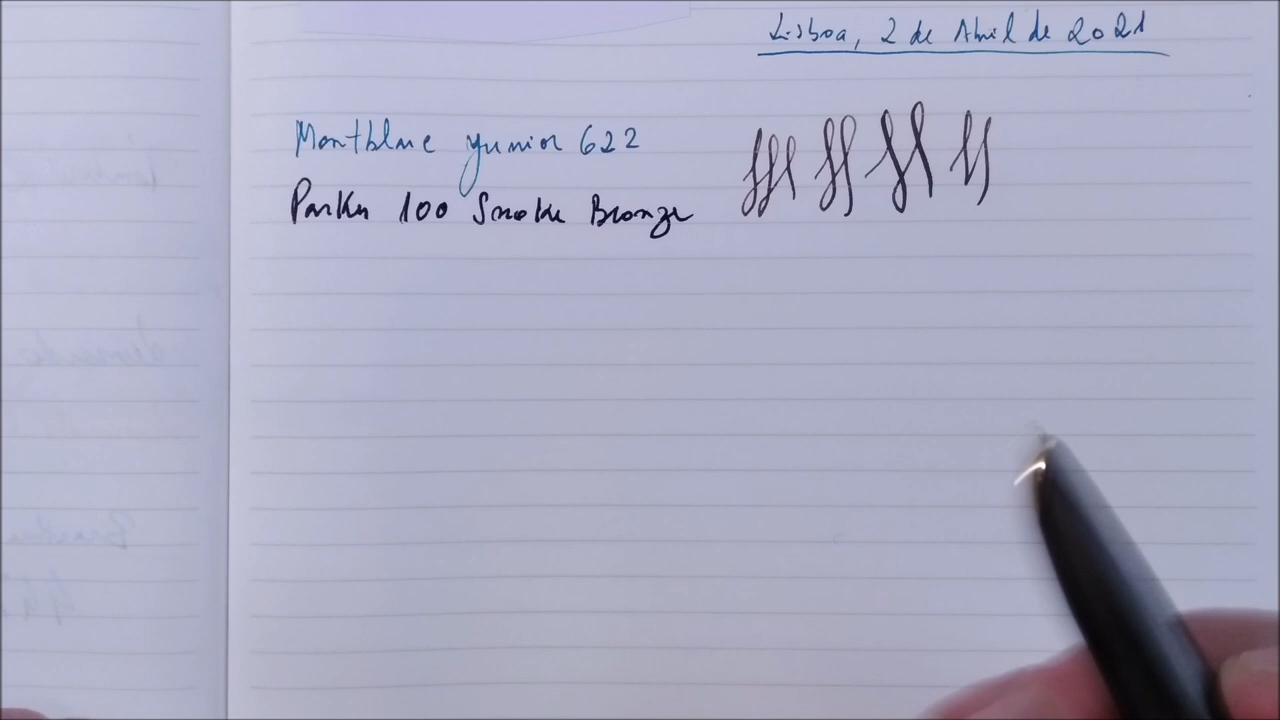 Lisboa, 2 de Abril de 2021
Montblanc Junior 622
Parker 100 Smoke Bronze